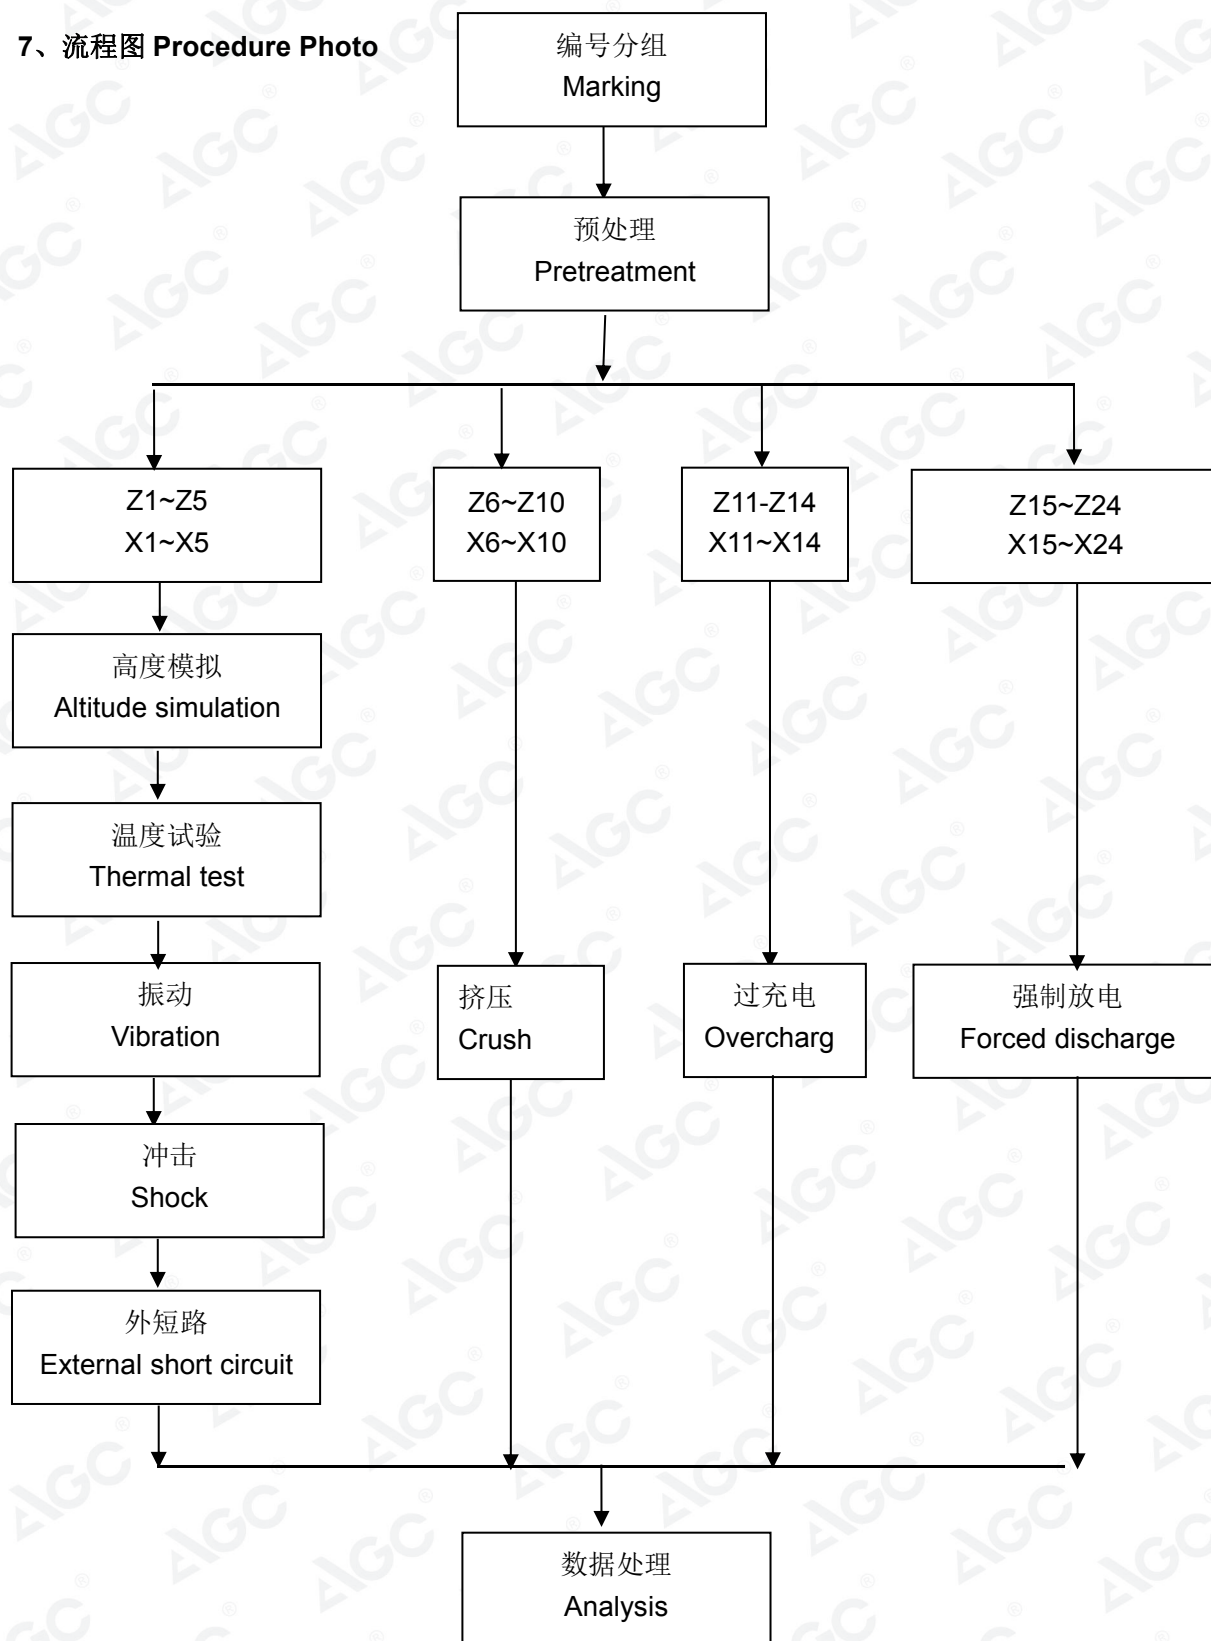 7、流程图 Procedure Photo
编号分组
Marking
预处理
Pretreatment
Z1~Z5
X1~X5
Z6~Z10
X6~X10
Z11-Z14
X11~X14
Z15~Z24
X15~X24
高度模拟
Altitude simulation
温度试验
Thermal test
振动
Vibration
挤压
Crush
过充电
Overcharg
强制放电
Forced discharge
冲击
Shock
外短路
External short circuit
数据处理
Analysis